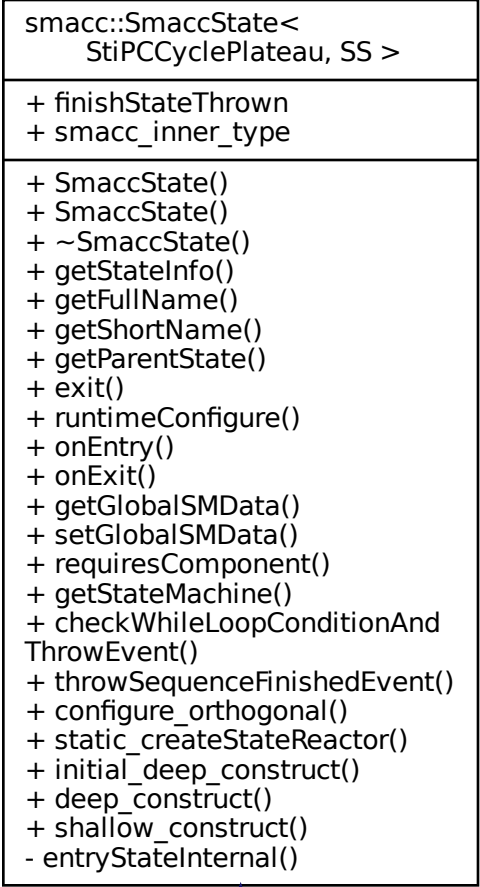 smacc::SmaccState<
StiPCCyclePlateau, SS >
+ finishStateThrown
+ smacc_inner_type
+ SmaccState()
+ SmaccState()
+ ~SmaccState()
+ getStateInfo()
+ getFullName()
+ getShortName()
+ getParentState()
+ exit()
+ runtimeConfigure()
+ onEntry()
+ onExit()
+ getGlobalSMData()
+ setGlobalSMData()
+ requiresComponent()
+ getStateMachine()
+ checkWhileLoopConditionAnd
ThrowEvent()
+ throwSequenceFinishedEvent()
+ configure_orthogonal()
+ static_createStateReactor()
+ initial_deep_construct()
+ deep_construct()
+ shallow_construct()
- entryStateInternal()